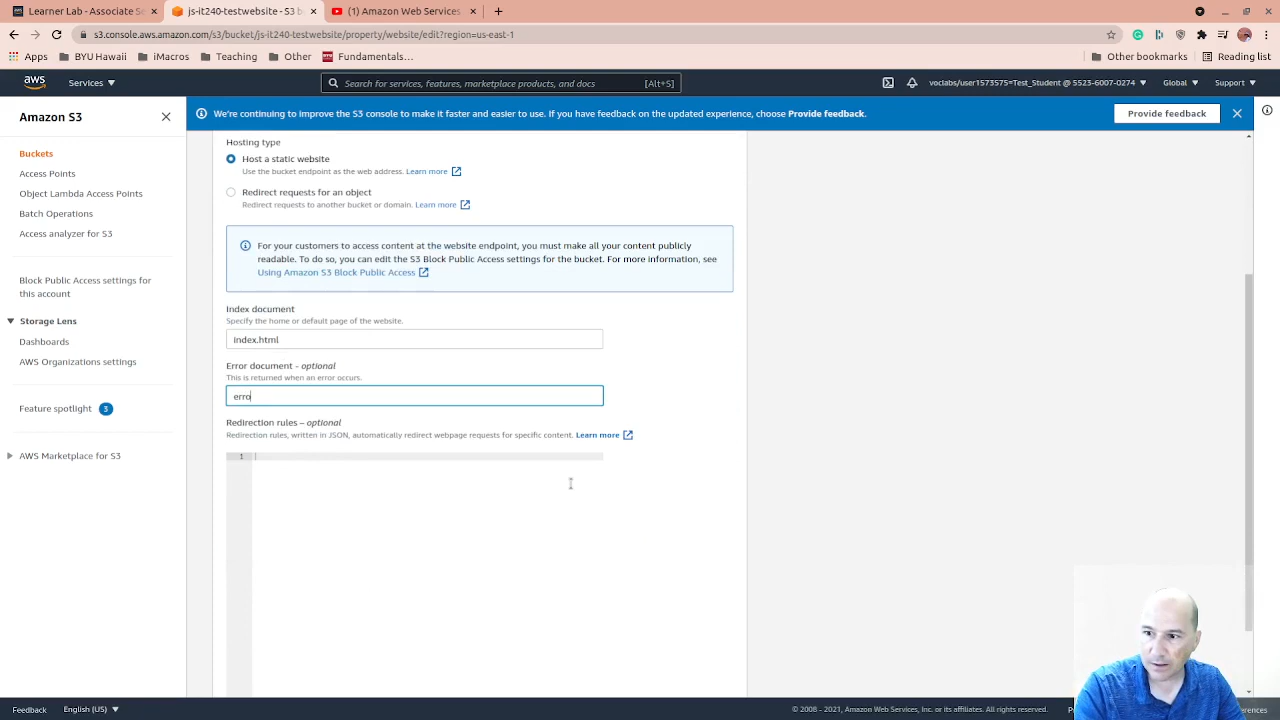 Learner Lab - Associate Se
js-it240-testwebsite - S3 b
(2) Amazon Web Services
s3.console.aws.amazon.com/s3/bucket/js-it240-testwebsite/property/website/edit?region=us-east-1
Home
Haaga
iMacros
Teacher
Other
Fundamentals...
Other Bookmarks
aws
Services
Search for services, features, marketplace products, and docs
[Alt+S]
voclabs/user1573575=Test_Student @ 5523-6007-0274
Global
Support
Amazon S3
We're continuing to improve the S3 console to make it faster and easier to use. If you have feedback on the updated experience, choose Provide feedback.
Provide feedback
Buckets
Access Points
Object Lambda Access Points
Batch Operations
Access analyzer for S3
Block Public Access settings for
this account
Storage Lens
Dashboards
AWS Organizations settings
Feature spotlight 3
AWS Marketplace for S3
Hosting type
Host a static website
Use the bucket endpoint as the web address. Learn more
Redirect requests for an object
Redirect requests to another bucket or domain. Learn more
For your customers to access content at the website endpoint, you must make all your content publicly
readable. To do so, you can edit the S3 Block Public Access settings for the bucket. For more information, see
Using Amazon S3 Block Public Access
Index document
Specify the home or default page of the website.
index.html
Error document - optional
This is returned when an error occurs.
erro
Redirection rules – optional
Redirection rules, written in JSON, automatically redirect webpage requests for specific content. Learn more
1
Feedback
English (US)
© 2008 - 2021, Amazon Web Services, Inc. or its affiliates. All rights reserved.